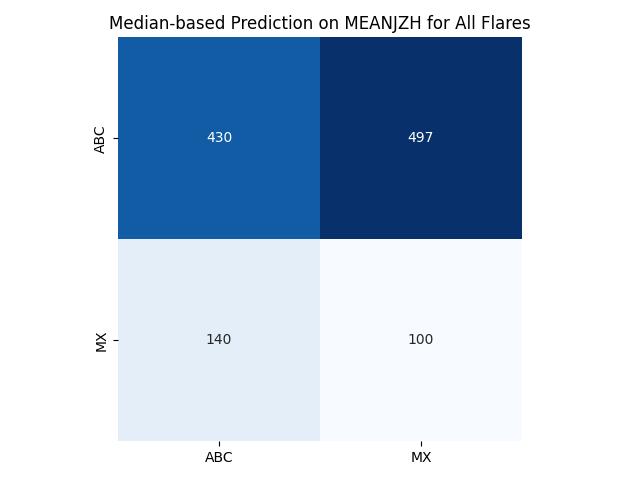 Median-based Prediction on MEANJZH for All Flares
ABC
430
497
MX
140
100
ABC
MX